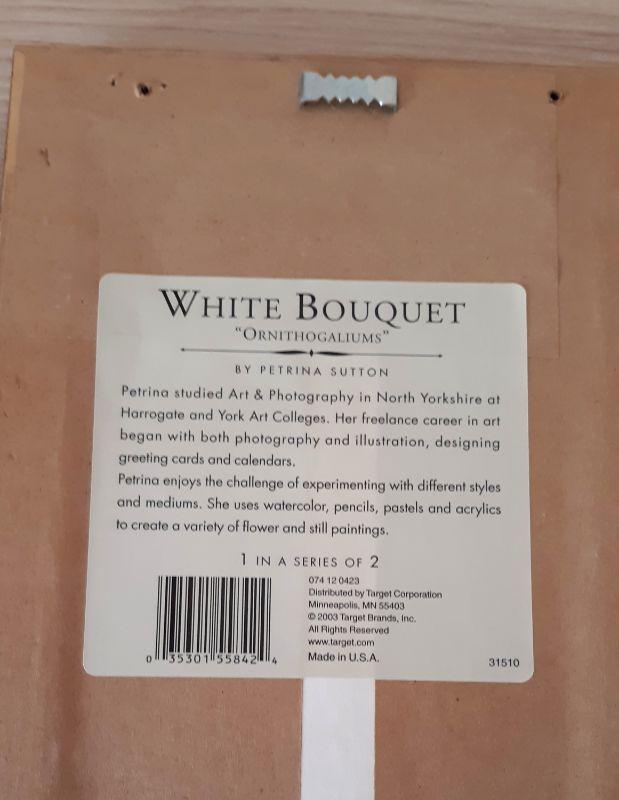 WHITE BOUQUET
"ORNITHOGALIUMS"
BY PETRINA SUTTON
Petrina studied Art & Photography in North Yorkshire at
Harrogate and York Art Colleges. Her freelance career in art
began with both photography and illustration, designing
greeting cards and calendars.
Petrina enjoys the challenge of experimenting with different styles
and mediums. She uses watercolor, pencils, pastels and acrylics
to create a variety of flower and still paintings.
1 IN A SERIES OF 2
074 12 0423
Distributed by Target Corporation
Minneapolis, MN 55403
© 2003 Target Brands, Inc.
All Rights Reserved
www.target.com
Made in U.S.A.
0 35301 55842 4
31510